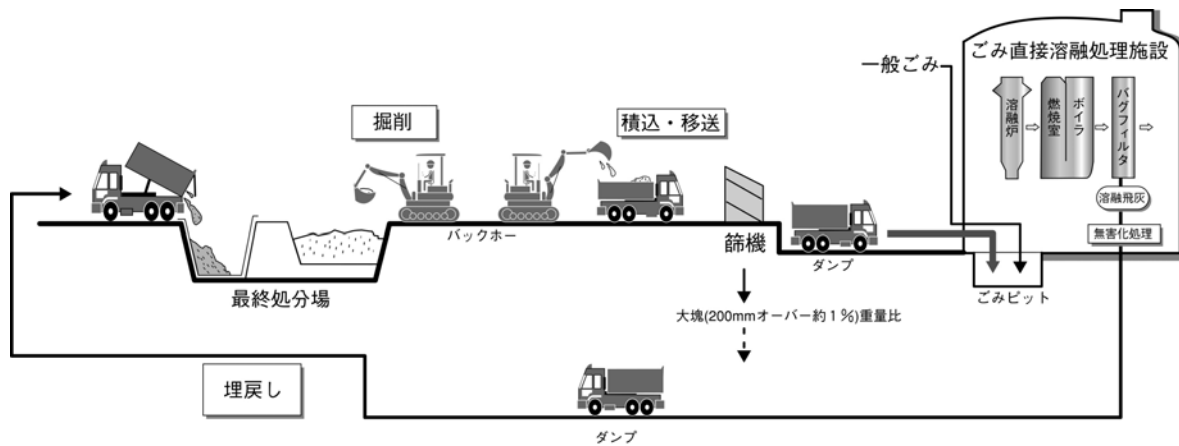 ごみ直接溶融処理施設
一般ごみ
溶融炉
燃焼室
ボイラ
バグフィルタ
掘削
積込・移送
溶融飛灰
無害化処理
バックホー
篩機
ダンプ
最終処分場
ごみピット
大塊(200mmオーバー約1%)重量比
埋戻し
ダンプ